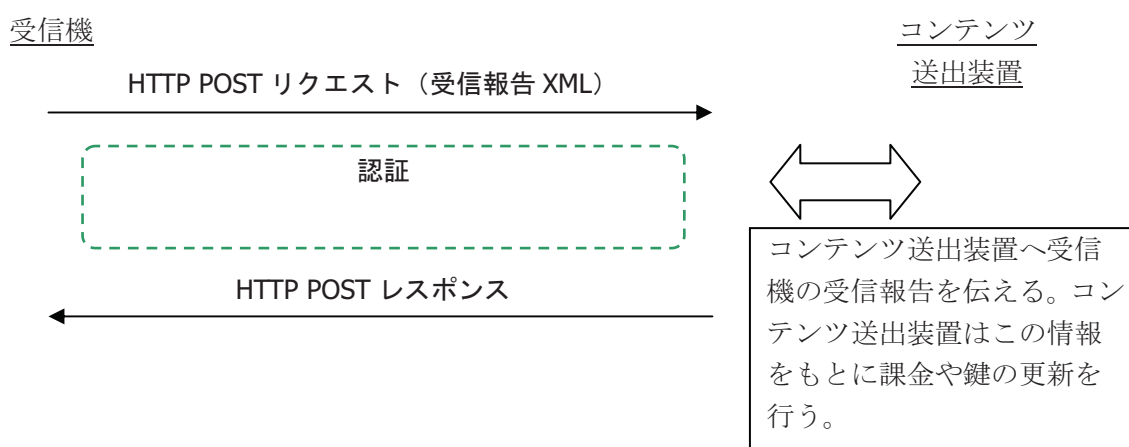 受信機
コンテンツ
送出装置
HTTP POST リクエスト（受信報告 XML）
認証
HTTP POST レスポンス
コンテンツ送出装置へ受信
機の受信報告を伝える。コン
テンツ送出装置はこの情報
をもとに課金や鍵の更新を
行う。